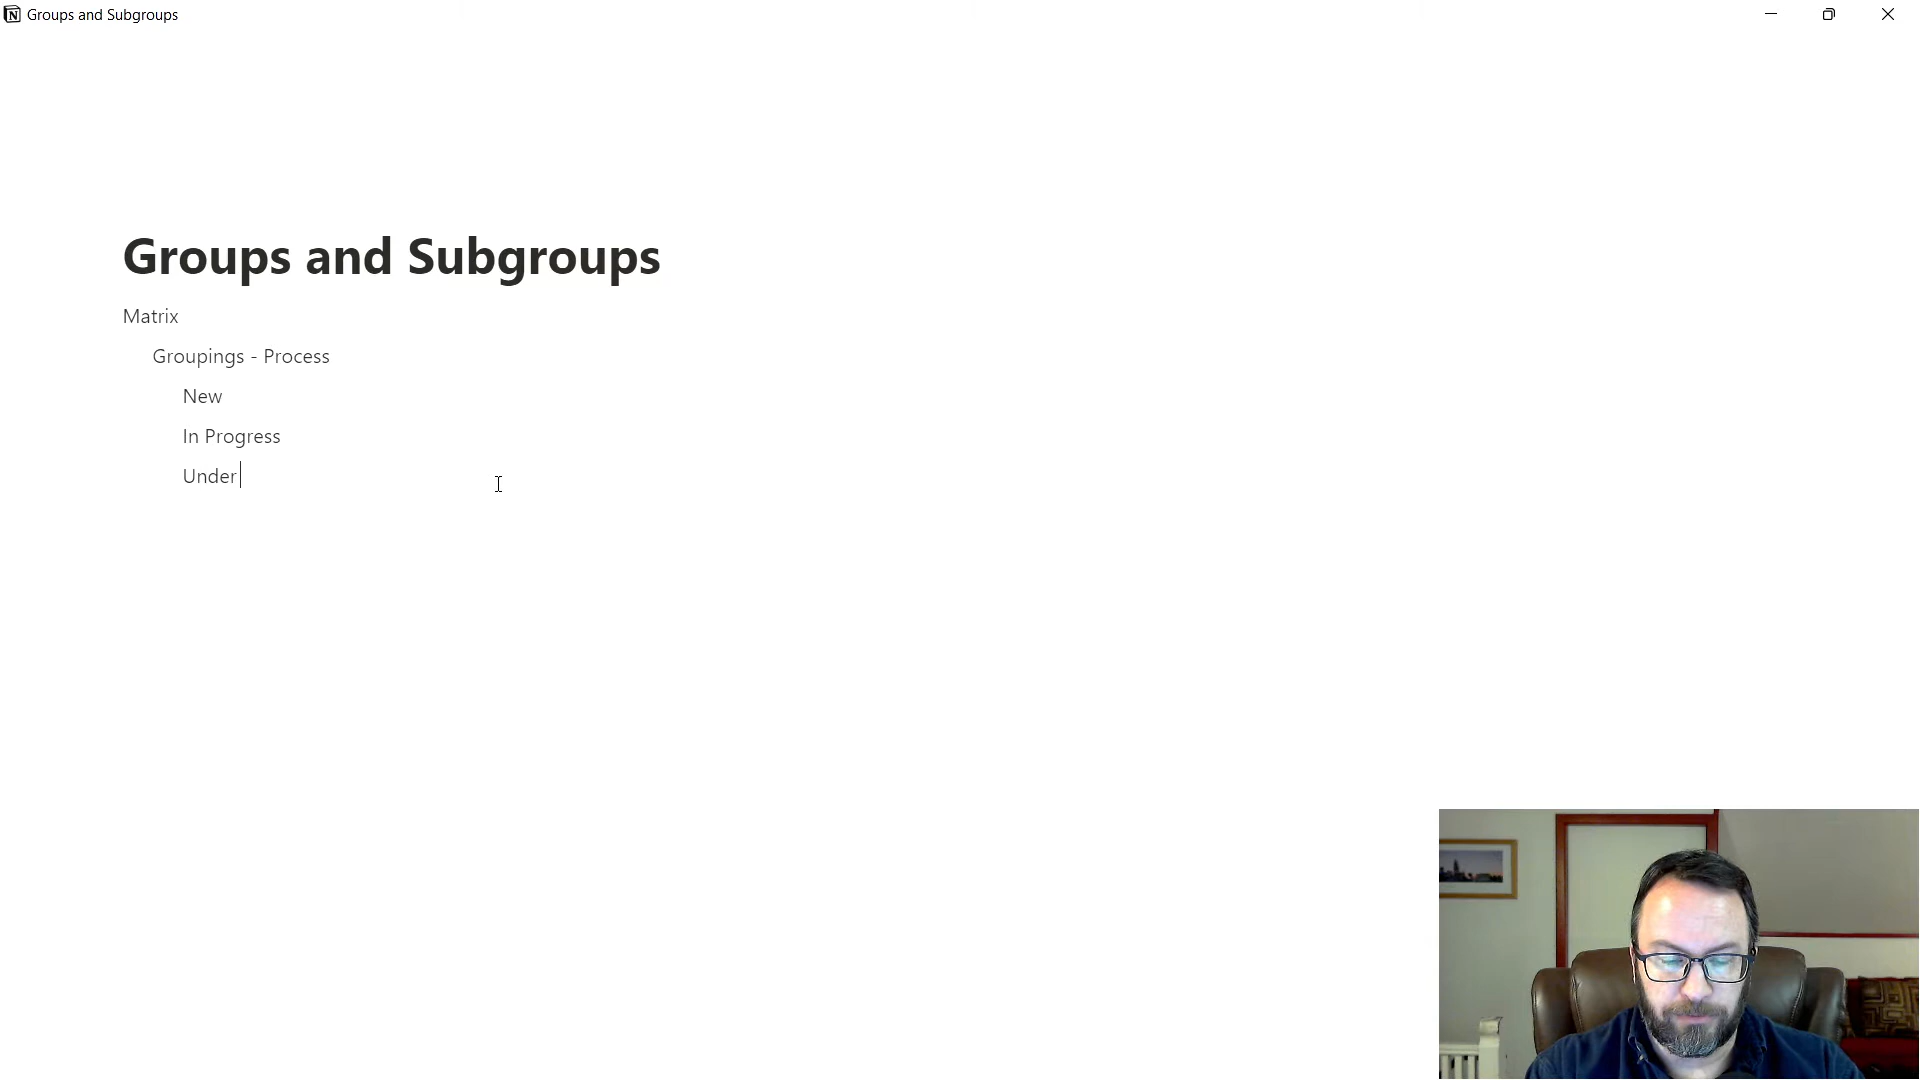 Groups and Subgroups
Groups and Subgroups
Matrix
Groupings - Process
New
In Progress
Under